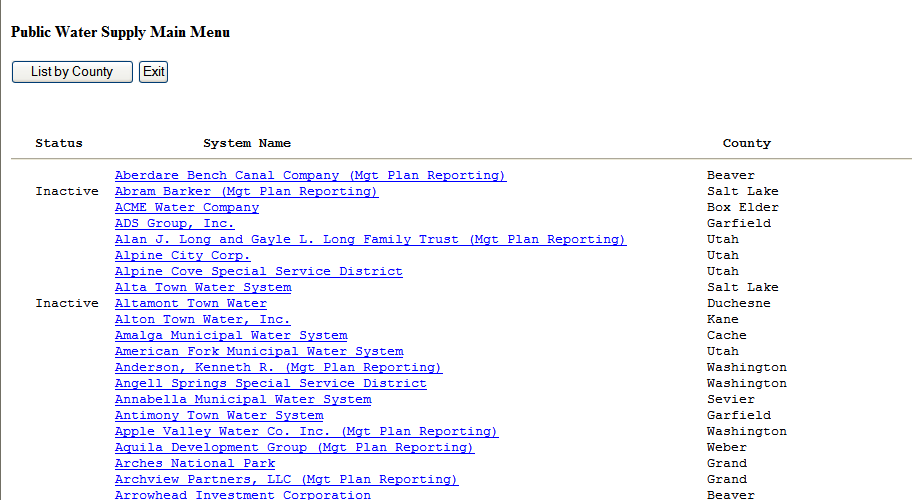 Public Water Supply Main Menu
List by County Exit
Status System Name County
Aberdare Bench Canal Company (Mgt Plan Reporting) Beaver
Inactive Abram Barker (Mgt Plan Reporting) Salt Lake
ACME Water Company Box Elder
ADS Group, Inc. Garfield
Alan J. Long and Gayle L. Long Family Trust (Mgt Plan Reporting) Utah
Alpine City Corp. Utah
Alpine Cove Special Service District Utah
Alta Town Water System Salt Lake
Inactive Altamont Town Water Duchesne
Alton Town Water, Inc. Kane
Amalga Municipal Water System Cache
American Fork Municipal Water System Utah
Anderson, Kenneth R. (Mgt Plan Reporting) Washington
Angell Springs Special Service District Washington
Annabella Municipal Water System Sevier
Antimony Town Water System Garfield
Apple Valley Water Co. Inc. (Mgt Plan Reporting) Washington
Aquila Development Group (Mgt Plan Reporting) Weber
Arches National Park Grand
Archview Partners, LLC (Mgt Plan Reporting) Grand
Arrowhead Investment Corporation Beaver